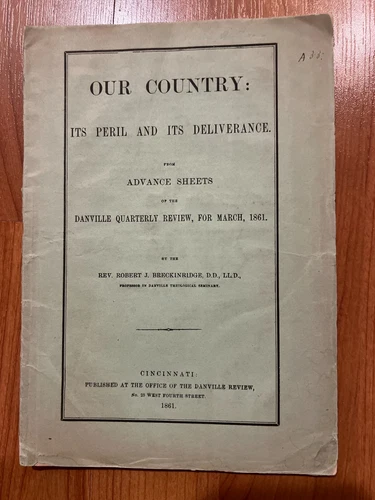 OUR COUNTRY:
ITS PERIL AND ITS DELIVERANCE.
FROM
ADVANCE SHEETS
OF THE
DANVILLE QUARTERLY REVIEW, FOR MARCH, 1861.
BY THE
REV. ROBERT J. BRECKINRIDGE, D.D., LL.D.,
PROFESSOR IN DANVILLE THEOLOGICAL SEMINARY.
CINCINNATI:
PUBLISHED AT THE OFFICE OF THE DANVILLE REVIEW,
No. 25 WEST FOURTH STREET.
1861.